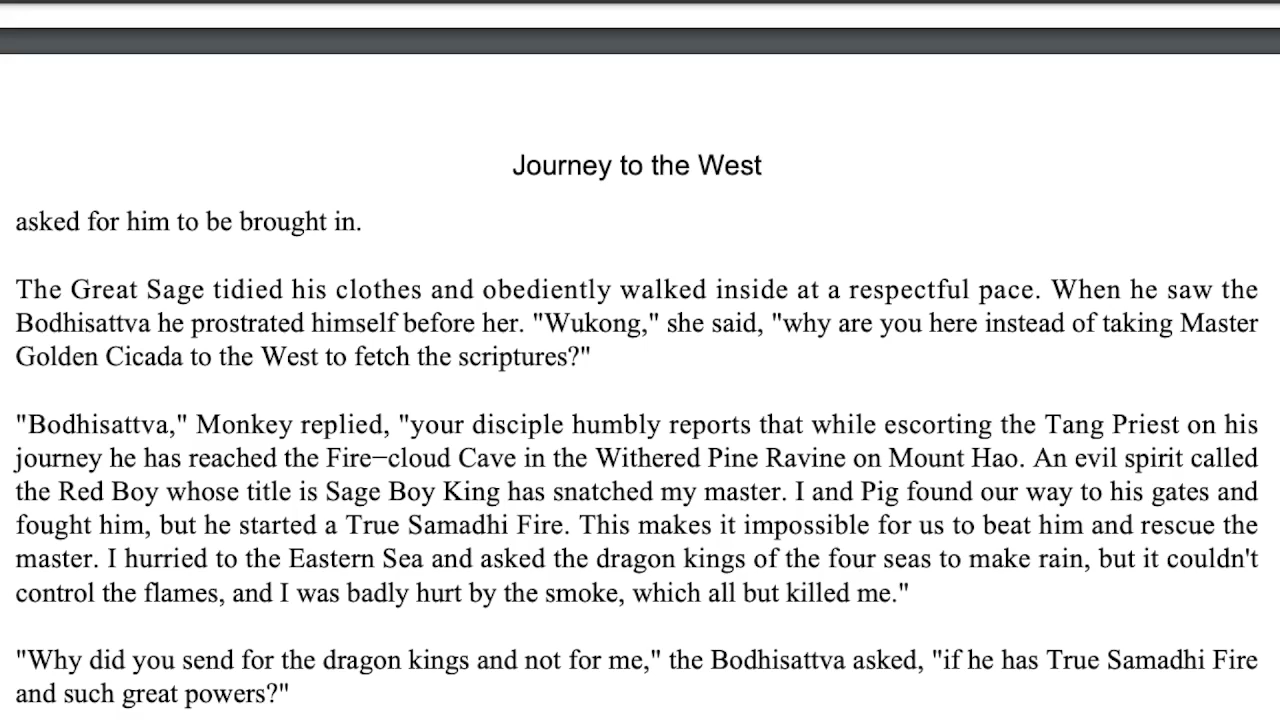 Journey to the West
asked for him to be brought in.
The Great Sage tidied his clothes and obediently walked inside at a respectful pace. When he saw the
Bodhisattva he prostrated himself before her. "Wukong," she said, "why are you here instead of taking Master
Golden Cicada to the West to fetch the scriptures?"
"Bodhisattva," Monkey replied, "your disciple humbly reports that while escorting the Tang Priest on his
journey he has reached the Fire−cloud Cave in the Withered Pine Ravine on Mount Hao. An evil spirit called
the Red Boy whose title is Sage Boy King has snatched my master. I and Pig found our way to his gates and
fought him, but he started a True Samadhi Fire. This makes it impossible for us to beat him and rescue the
master. I hurried to the Eastern Sea and asked the dragon kings of the four seas to make rain, but it couldn't
control the flames, and I was badly hurt by the smoke, which all but killed me."
"Why did you send for the dragon kings and not for me," the Bodhisattva asked, "if he has True Samadhi Fire
and such great powers?"